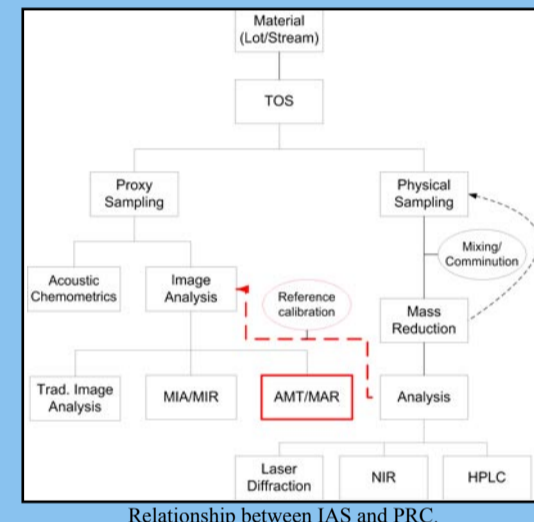 Material
(Lot/Stream)
TOS
Proxy
Sampling
Physical
Sampling
Mixing/
Comminution
Acoustic
Chemometrics
Image
Analysis
Reference
calibration
Mass
Reduction
Trad. Image
Analysis
MIA/MIR
AMT/MAR
Analysis
Laser
Diffraction
NIR
HPLC
Relationship between IAS and PRC.